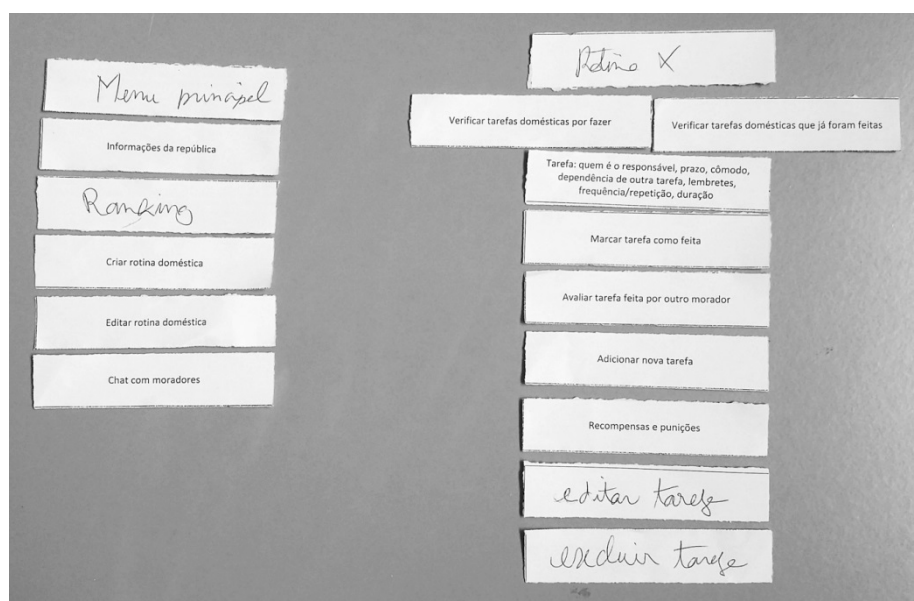 Menu principal
Informações da república
Ranking
Criar rotina doméstica
Editar rotina doméstica
Chat com moradores
Rotina X
Verificar tarefas domésticas por fazer
Verificar tarefas domésticas que já foram feitas
Tarefa: quem é o responsável, prazo, cômodo,
dependência de outra tarefa, lembretes,
frequência/repetição, duração
Marcar tarefa como feita
Avaliar tarefa feita por outro morador
Adicionar nova tarefa
Recompensas e punições
editar tarefa
excluir tarefa